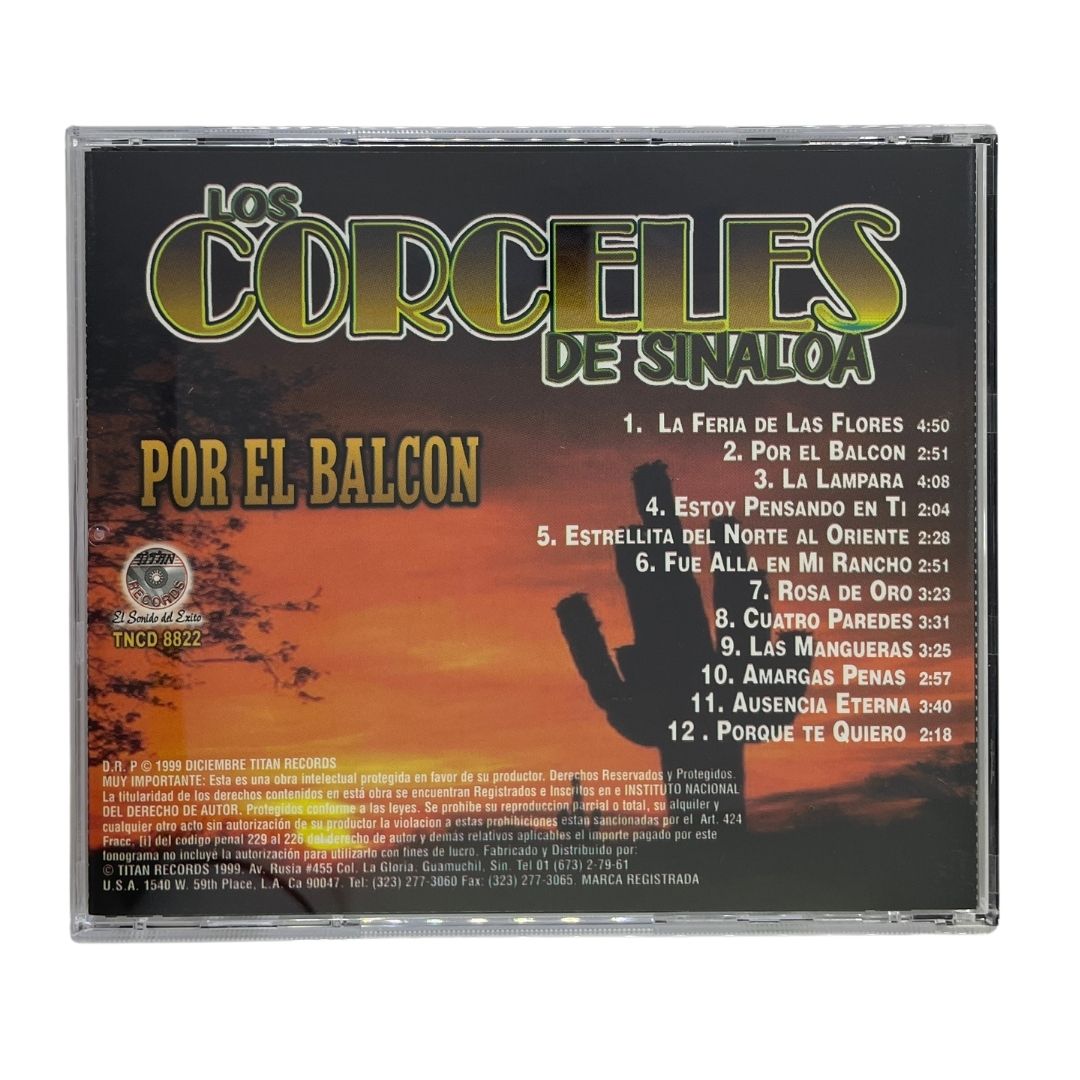 LOS
CORCELES
DE SINALOA
POR EL BALCON
1. LA FERIA DE LAS FLORES 4:50
2. POR EL BALCON 2:51
3. LA LAMPARA 4:08
4. ESTOY PENSANDO EN TI 2:04
5. ESTRELLITA DEL NORTE AL ORIENTE 2:28
6. FUE ALLA EN MI RANCHO 2:51
7. ROSA DE ORO 3:23
8. CUATRO PAREDES 3:31
9. LAS MANGUERAS 3:25
10. AMARGAS PENAS 2:57
11. AUSENCIA ETERNA 3:40
12 . PORQUE TE QUIERO 2:18
TITAN
RECORDS
El Sonido del Exito
TNCD 8822
D.R. P © 1999 DICIEMBRE TITAN RECORDS
MUY IMPORTANTE: Esta es una obra intelectual protegida en favor de su productor. Derechos Reservados y Protegidos.
La titularidad de los derechos contenidos en está obra se encuentran Registrados e Inscritos en e INSTITUTO NACIONAL
DEL DERECHO DE AUTOR. Protegidos conforme a las leyes. Se prohibe su reproduccion parcial o total, su alquiler y
cualquier otro acto sin autorización de su productor la violacion a estas prohibiciones estan sancionadas por el Art. 424
Fracc. [i] del codigo penal 229 al 226 del derecho de autor y demás relativos aplicables el importe pagado por este
fonograma no incluye la autorización para utilizarlo con fines de lucro. Fabricado y Distribuido por:
© TITAN RECORDS 1999. Av. Rusia #455 Col. La Gloria, Guamuchil, Sin. Tel 01 (673) 2-79-61
U.S.A. 1540 W. 59th Place, L.A. Ca 90047. Tel: (323) 277-3060 Fax: (323) 277-3065. MARCA REGISTRADA